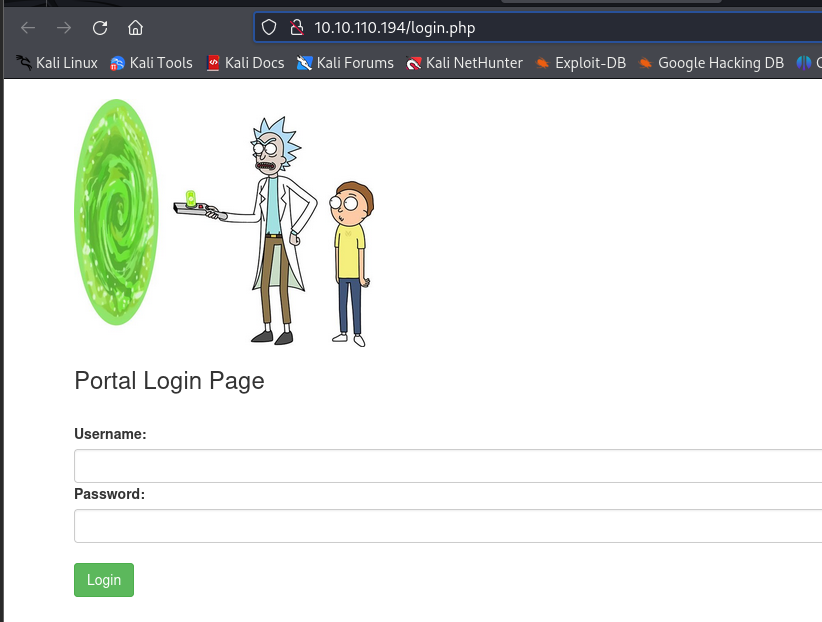 10.10.110.194/login.php
Kali Linux Kali Tools Kali Docs Kali Forums Kali NetHunter Exploit-DB Google Hacking DB
Portal Login Page
Username:
Password:
Login